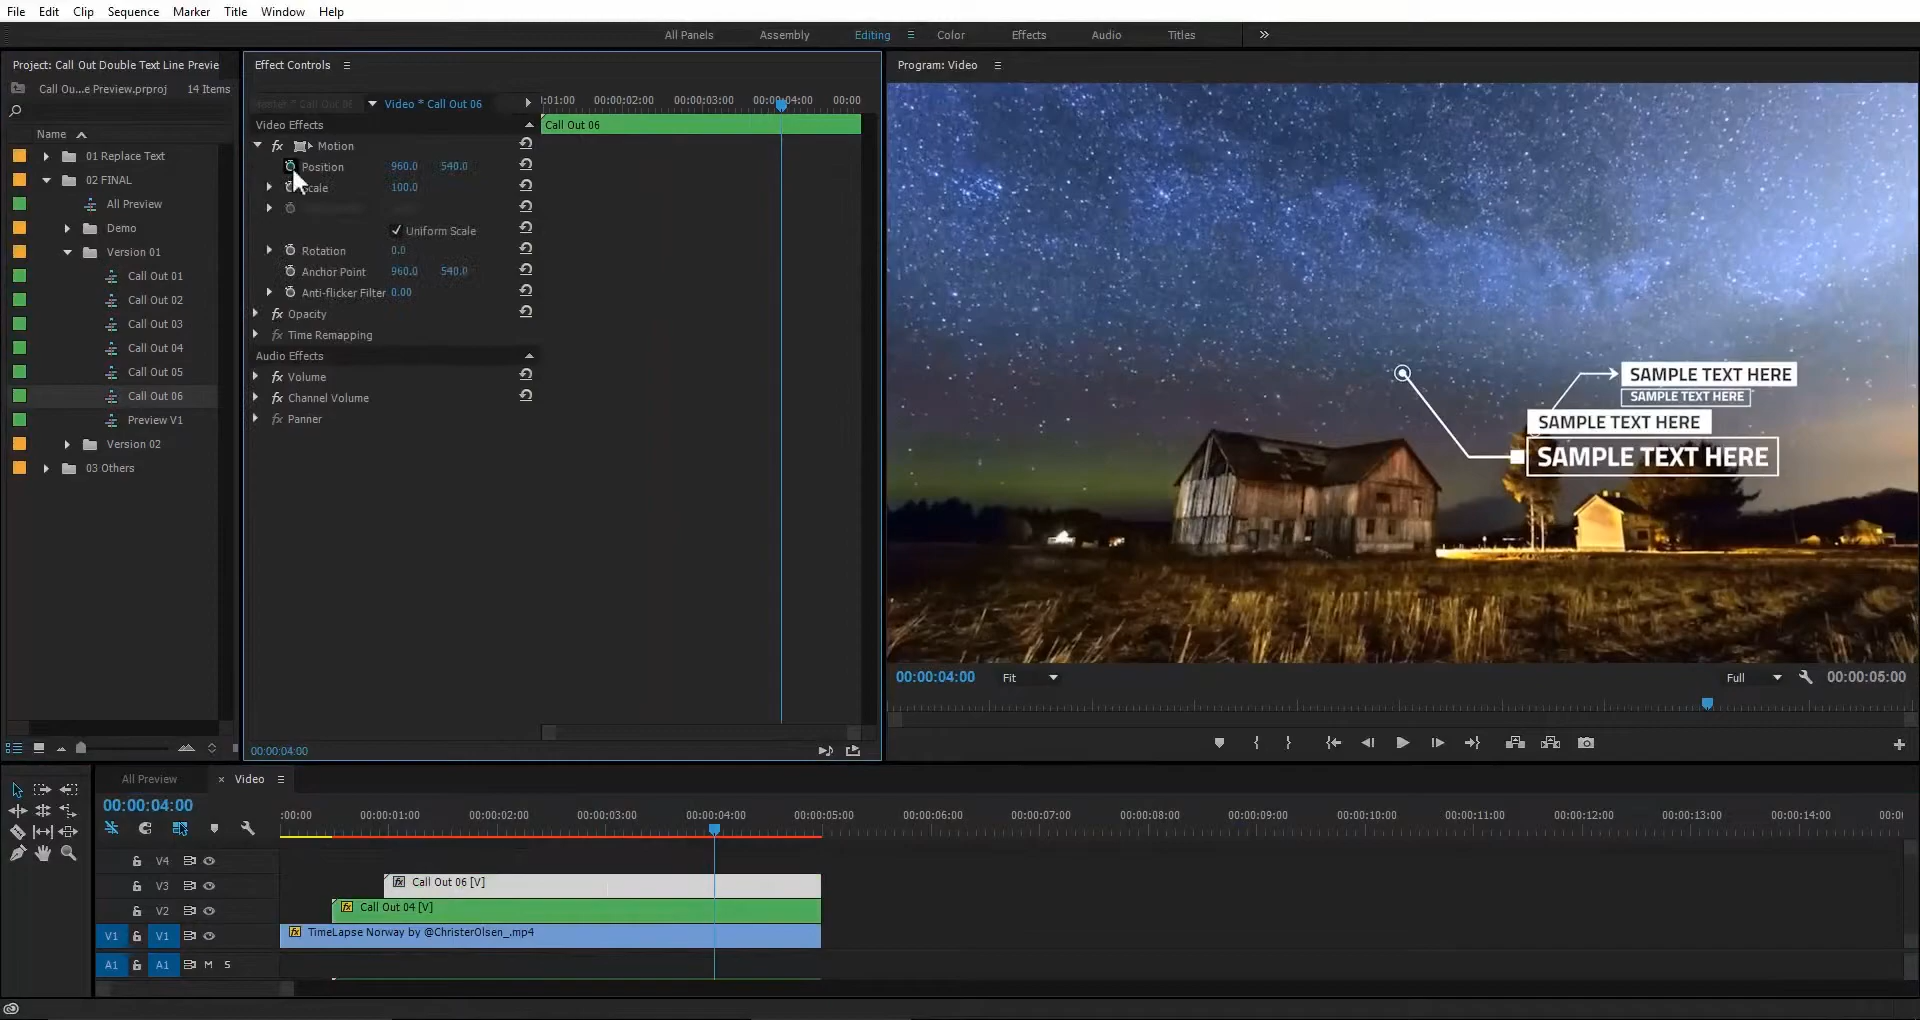 File Edit Clip Sequence Marker Title Window Help
All Panels Assembly Editing Color Effects Audio Titles
Project: Call Out Double Text Line Previe
Call Ou...e Preview.prproj 14 Items
Name
01 Replace Text
02 FINAL
All Preview
Demo
Version 01
Call Out 01
Call Out 02
Call Out 03
Call Out 04
Call Out 05
Call Out 06
Preview V1
Version 02
03 Others
Effect Controls
Video * Call Out 06
:01:00 00:00:02:00 00:00:03:00 00:00:04:00 00:00
Video Effects
Call Out 06
fx Motion
Position 960.0 540.0
Scale 100.0
Uniform Scale
Rotation 0.0
Anchor Point 960.0 540.0
Anti-flicker Filter 0.00
fx Opacity
fx Time Remapping
Audio Effects
fx Volume
fx Channel Volume
fx Panner
00:00:04:00
Program: Video
SAMPLE TEXT HERE
SAMPLE TEXT HERE
SAMPLE TEXT HERE
SAMPLE TEXT HERE
00:00:04:00 Fit Full 00:00:05:00
All Preview × Video
00:00:04:00
:00:00 00:00:01:00 00:00:02:00 00:00:03:00 00:00:04:00 00:00:05:00 00:00:06:00 00:00:07:00 00:00:08:00 00:00:09:00 00:00:10:00 00:00:11:00 00:00:12:00 00:00:13:00 00:00:14:00 00:0
V4
V3 fx Call Out 06 [V]
V2 fx Call Out 04 [V]
V1 V1 fx TimeLapse Norway by @ChristerOlsen_.mp4
A1 A1 M S